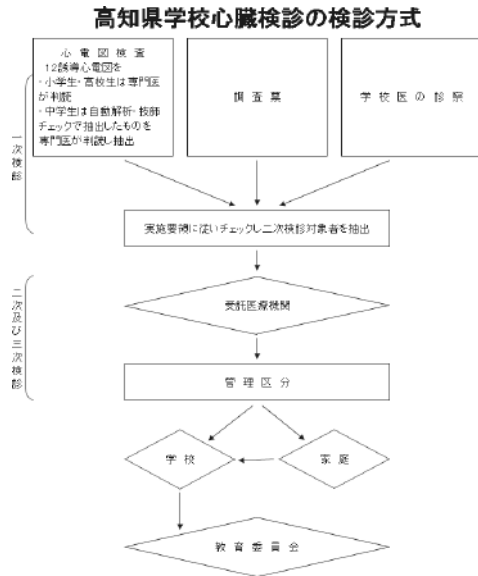 高知県学校心臓検診の検診方式
心電図検査
12誘導心電図を
・小学生・高校生は専門医
が判読
・中学生は自動解析・技師
チェックで抽出したものを
専門医が判読し抽出
調査票
学校医の診察
一次検診
実施要領に従いチェックし二次検診対象者を抽出
二次及び三次検診
受託医療機関
管理区分
学校
家庭
教育委員会